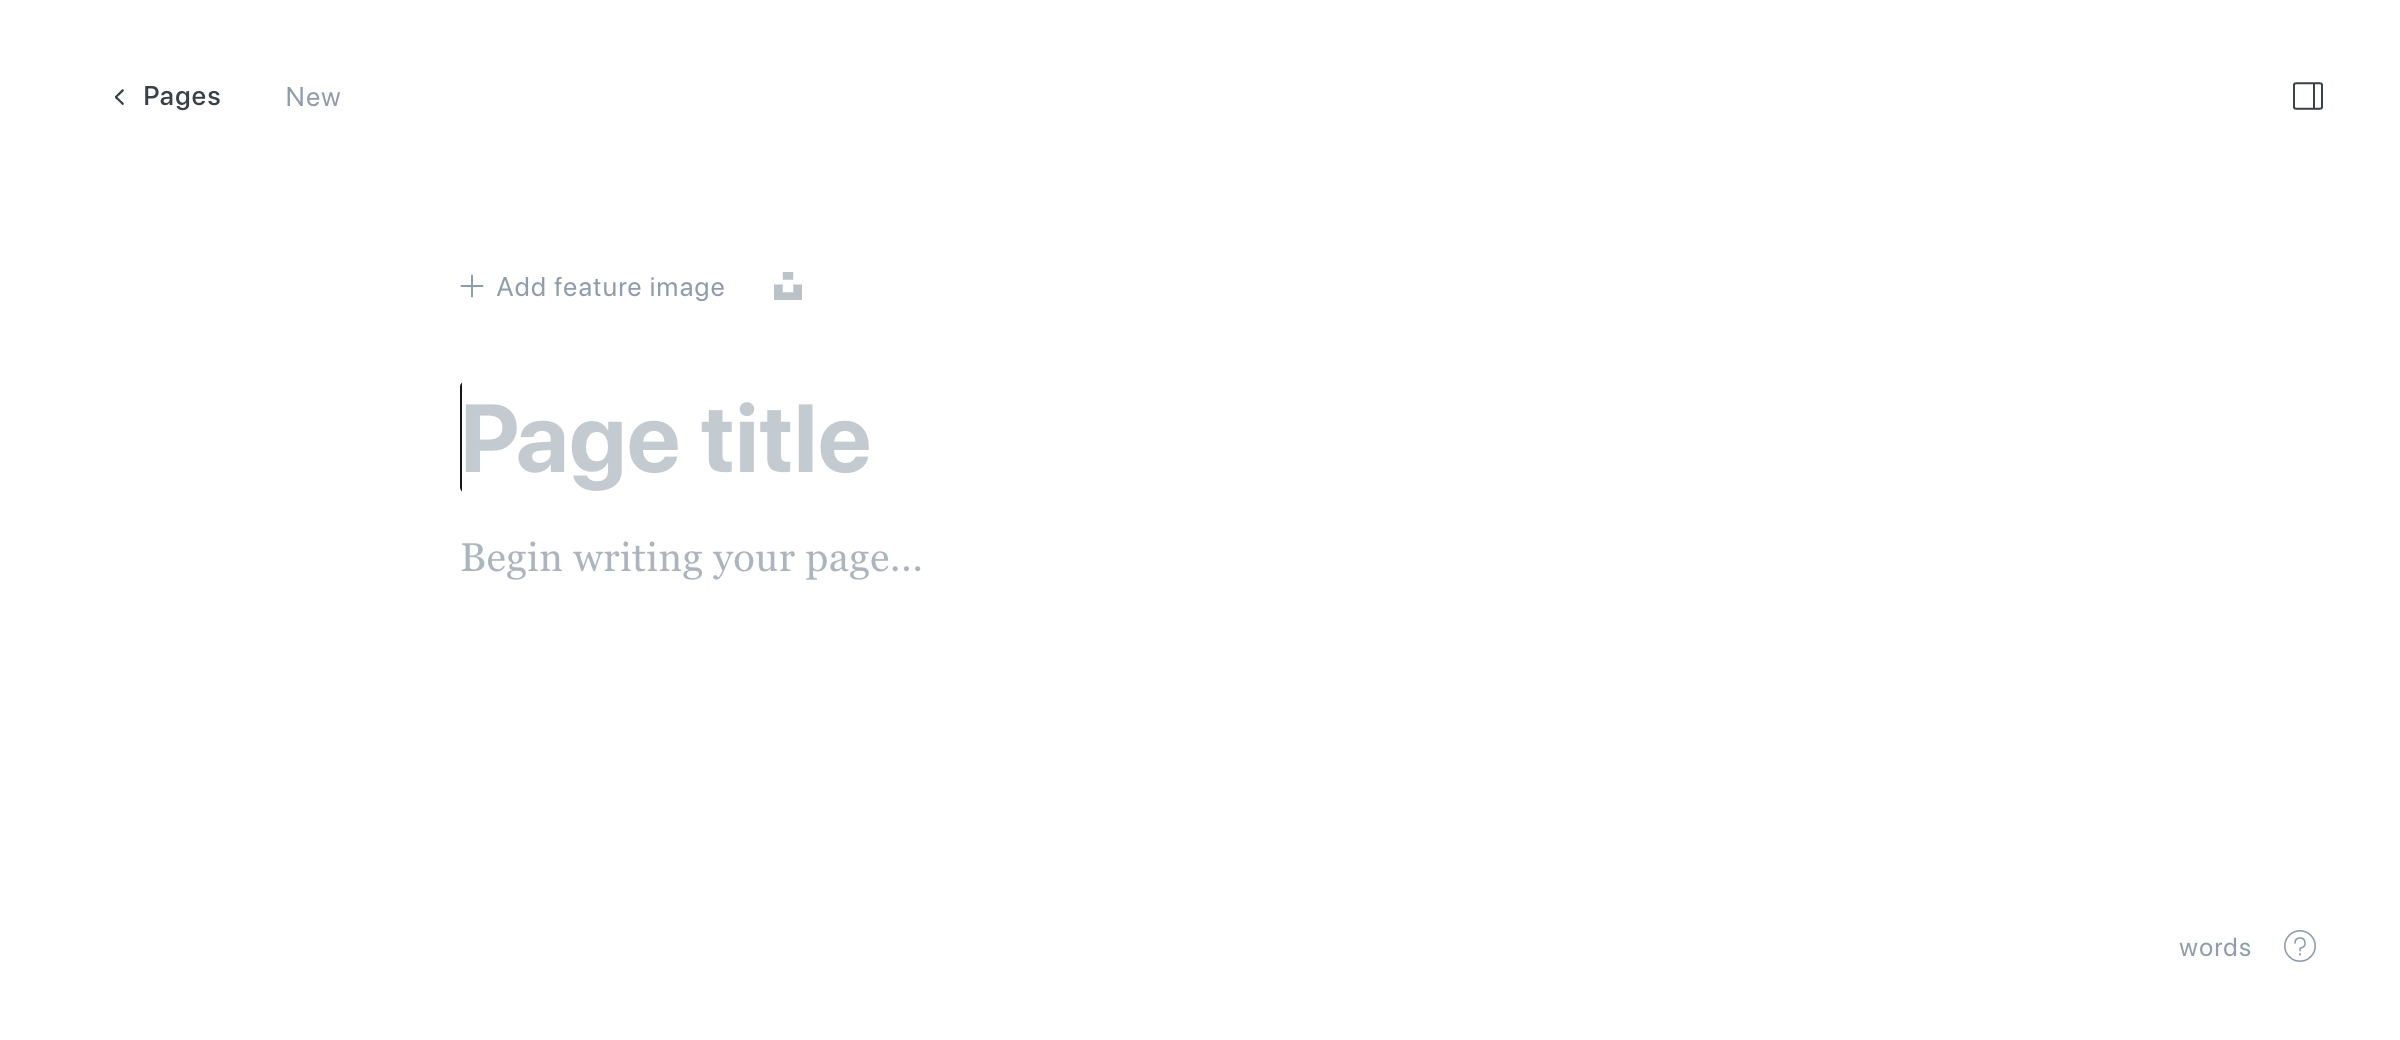 Pages New
Add feature image
Page title
Begin writing your page...
words ?